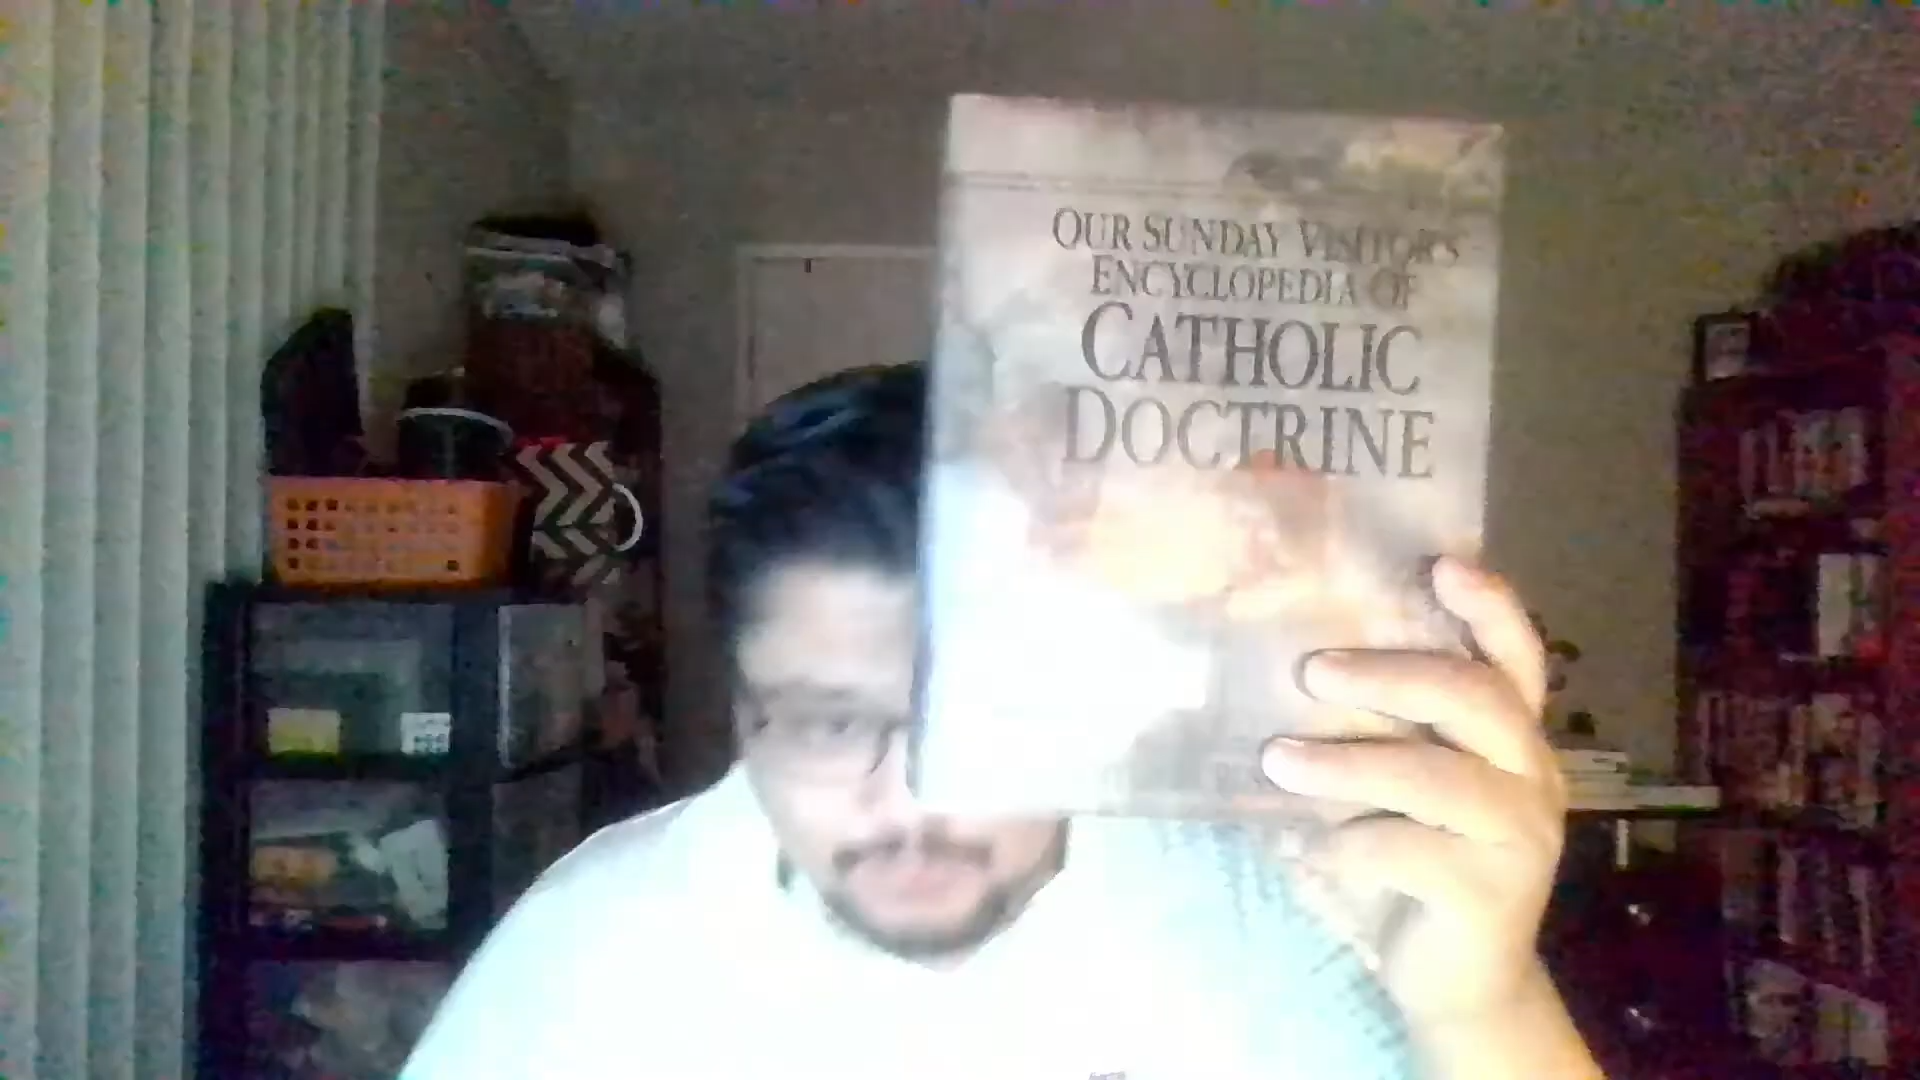 OUR SUNDAY VISITOR'S
ENCYCLOPEDIA OF
CATHOLIC
DOCTRINE